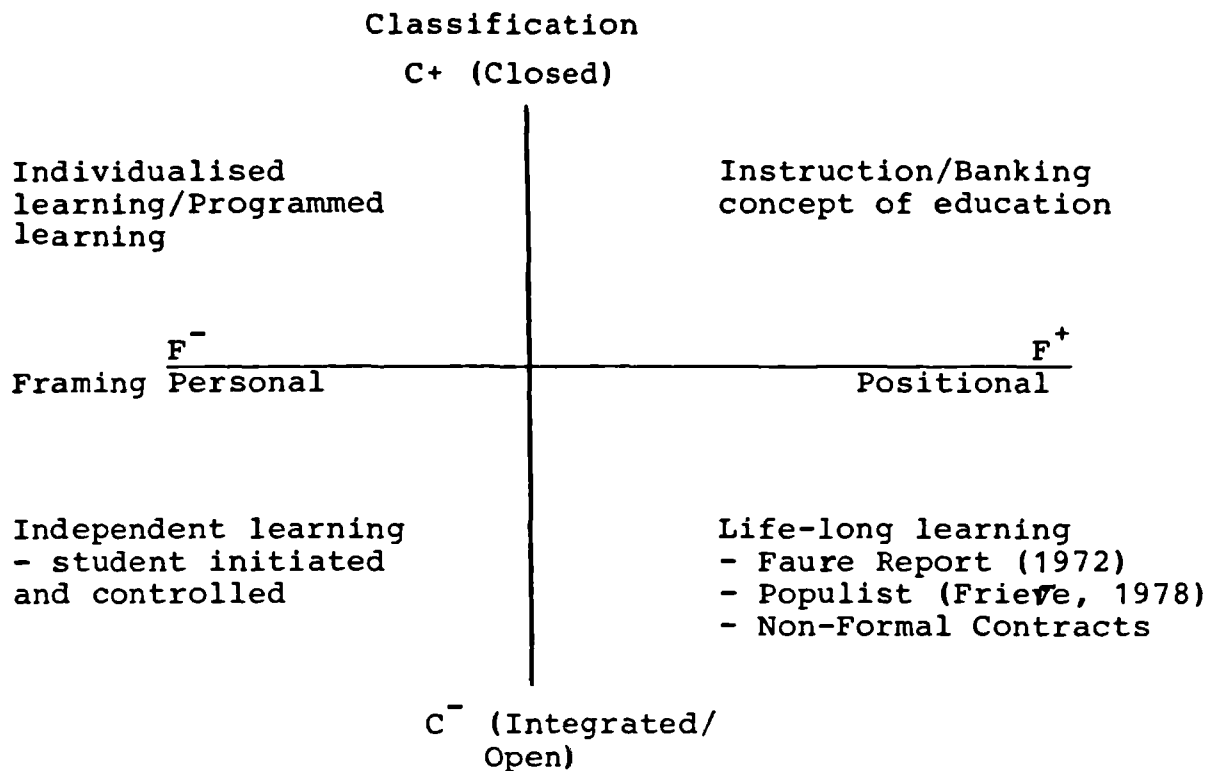 Classification
C+ (Closed)
Individualised
learning/Programmed
learning
Instruction/Banking
concept of education
F⁻
F⁺
Framing Personal
Positional
Independent learning
- student initiated
and controlled
Life-long learning
- Faure Report (1972)
- Populist (Frierе, 1978)
- Non-Formal Contracts
C⁻ (Integrated/
Open)